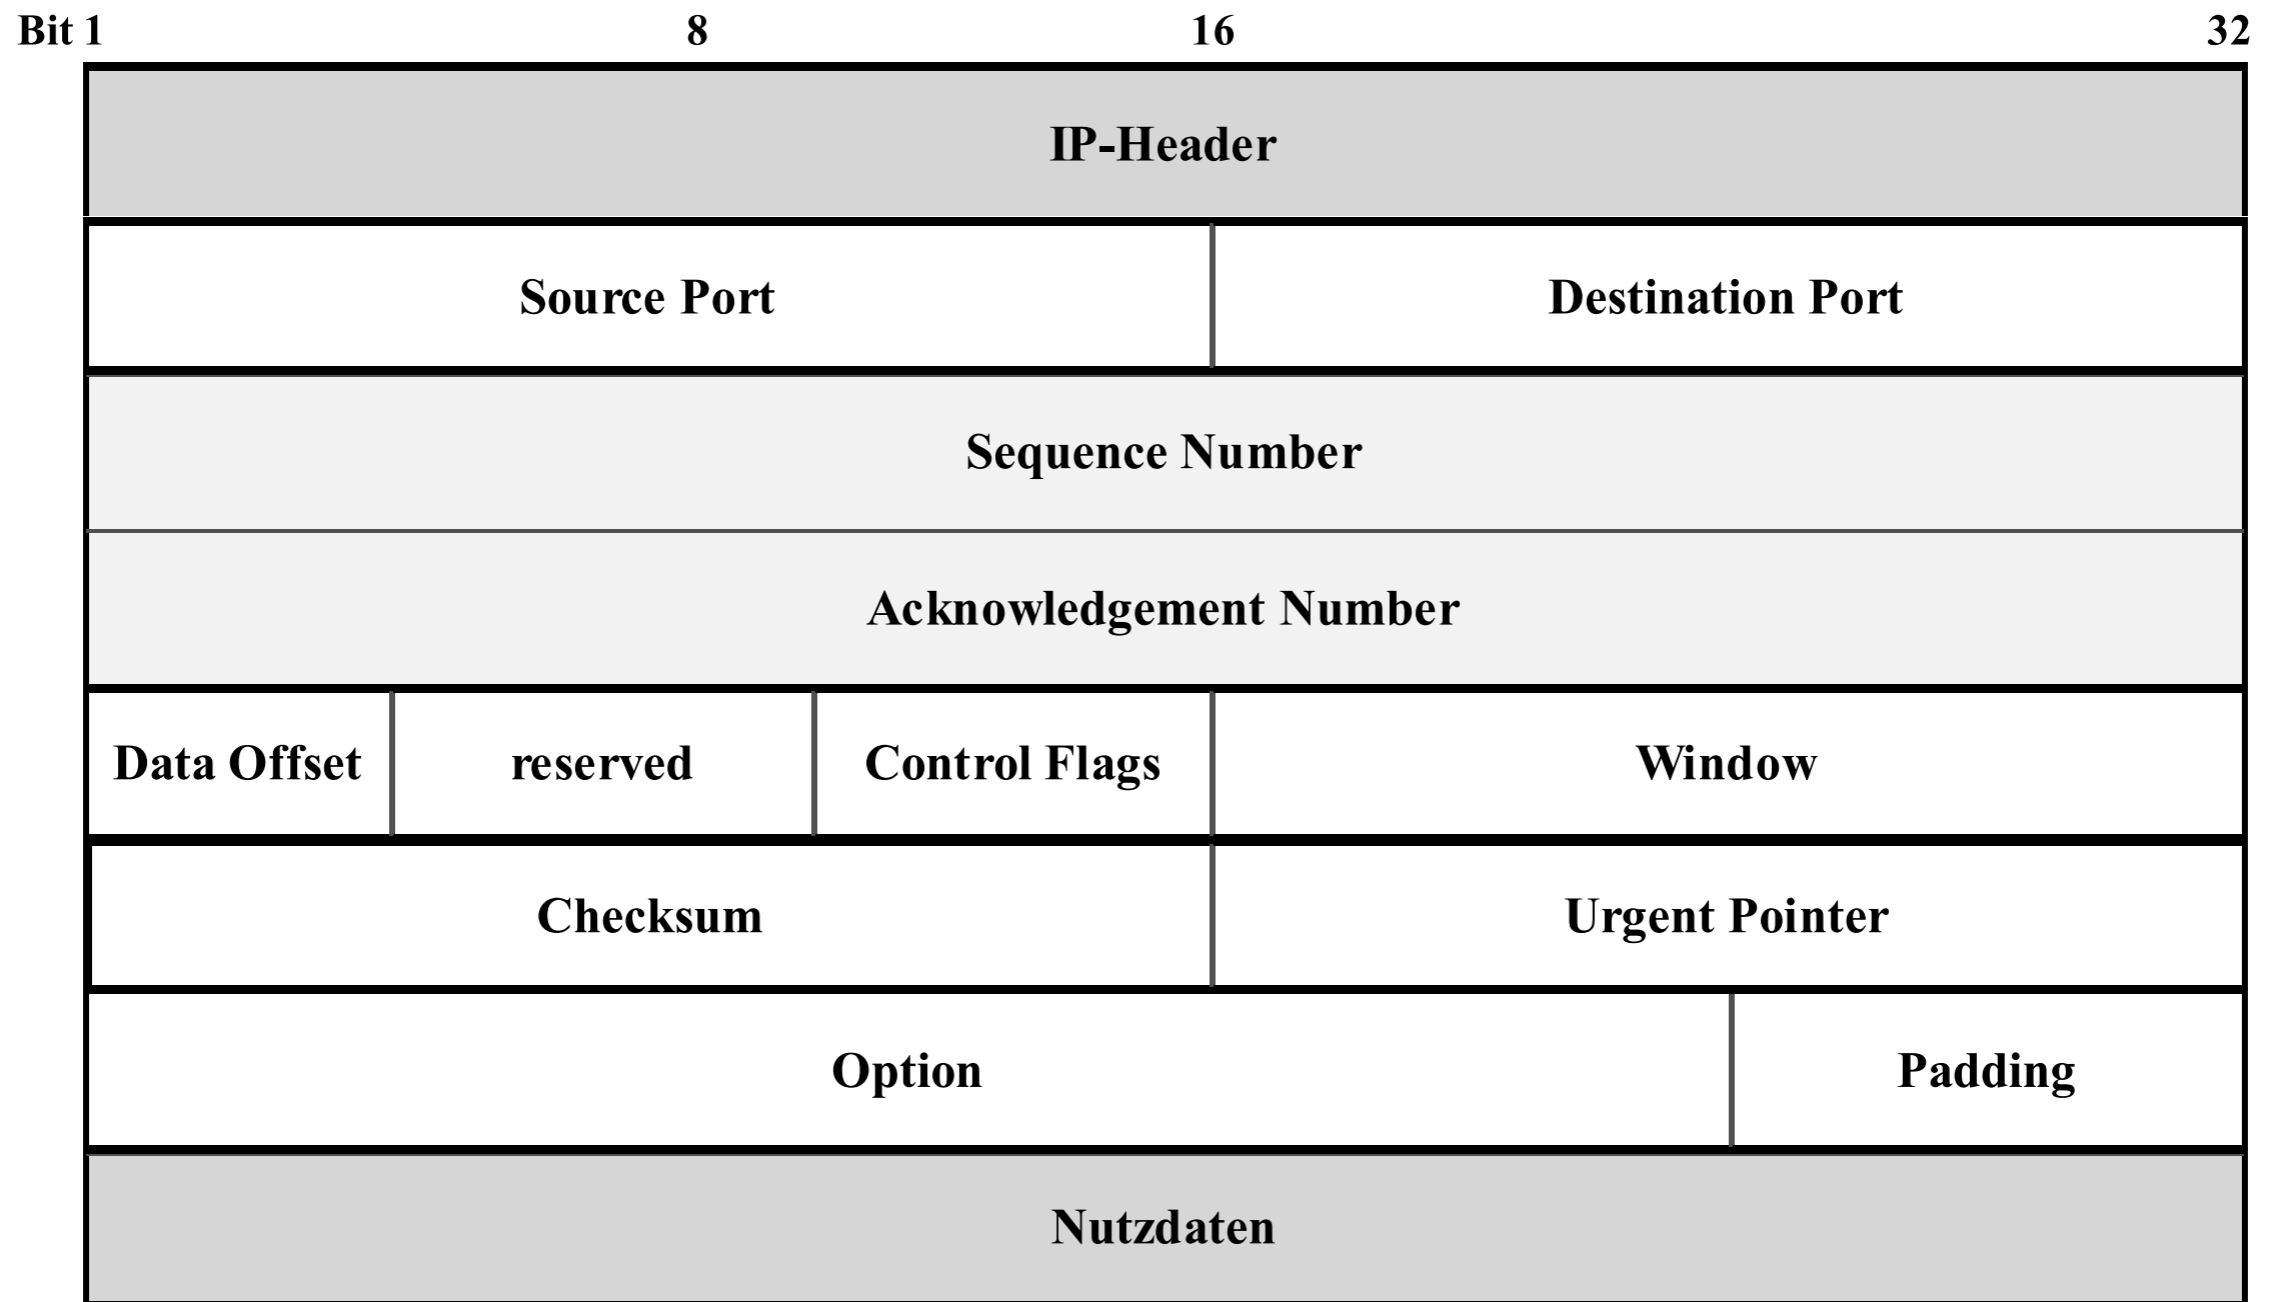 Bit 1 8 16 32
IP-Header
Source Port Destination Port
Sequence Number
Acknowledgement Number
Data Offset reserved Control Flags Window
Checksum Urgent Pointer
Option Padding
Nutzdaten